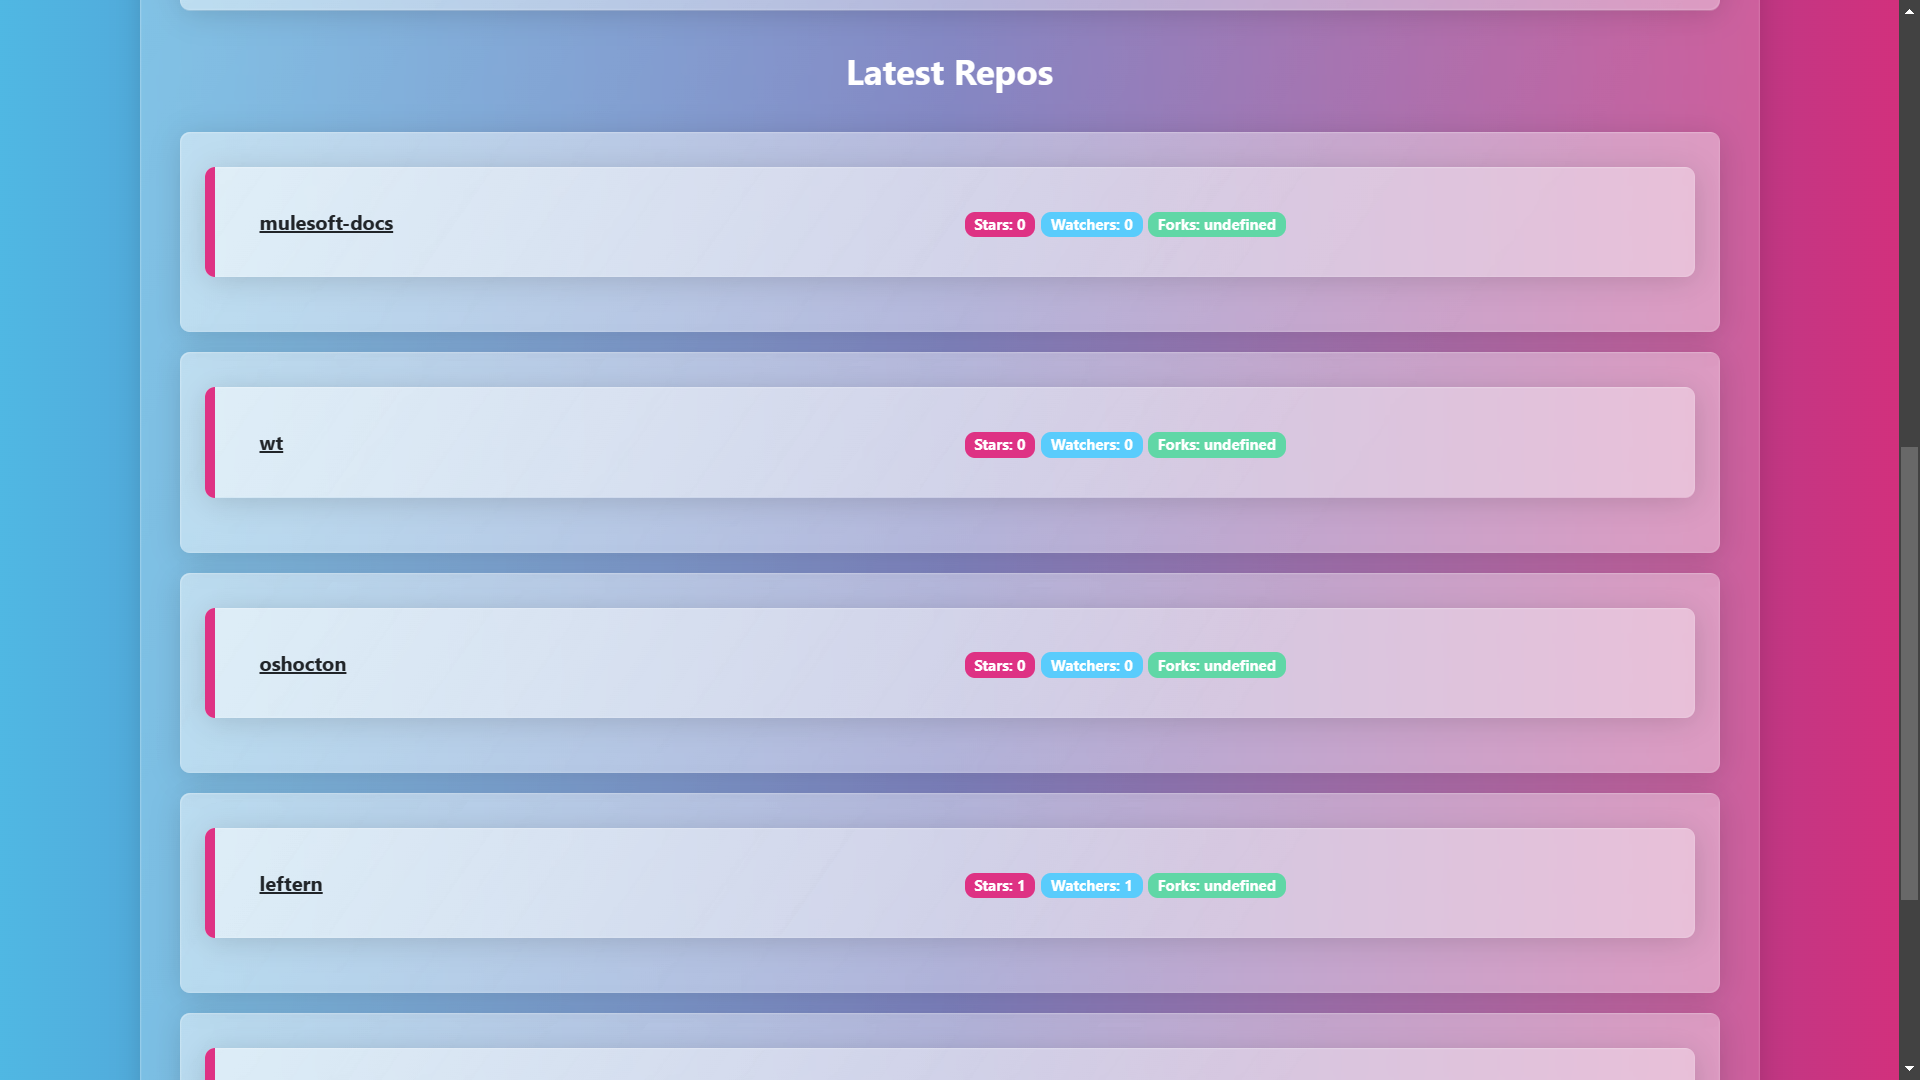 Latest Repos
mulesoft-docs Stars: 0 Watchers: 0 Forks: undefined
wt Stars: 0 Watchers: 0 Forks: undefined
oshocton Stars: 0 Watchers: 0 Forks: undefined
leftern Stars: 1 Watchers: 1 Forks: undefined